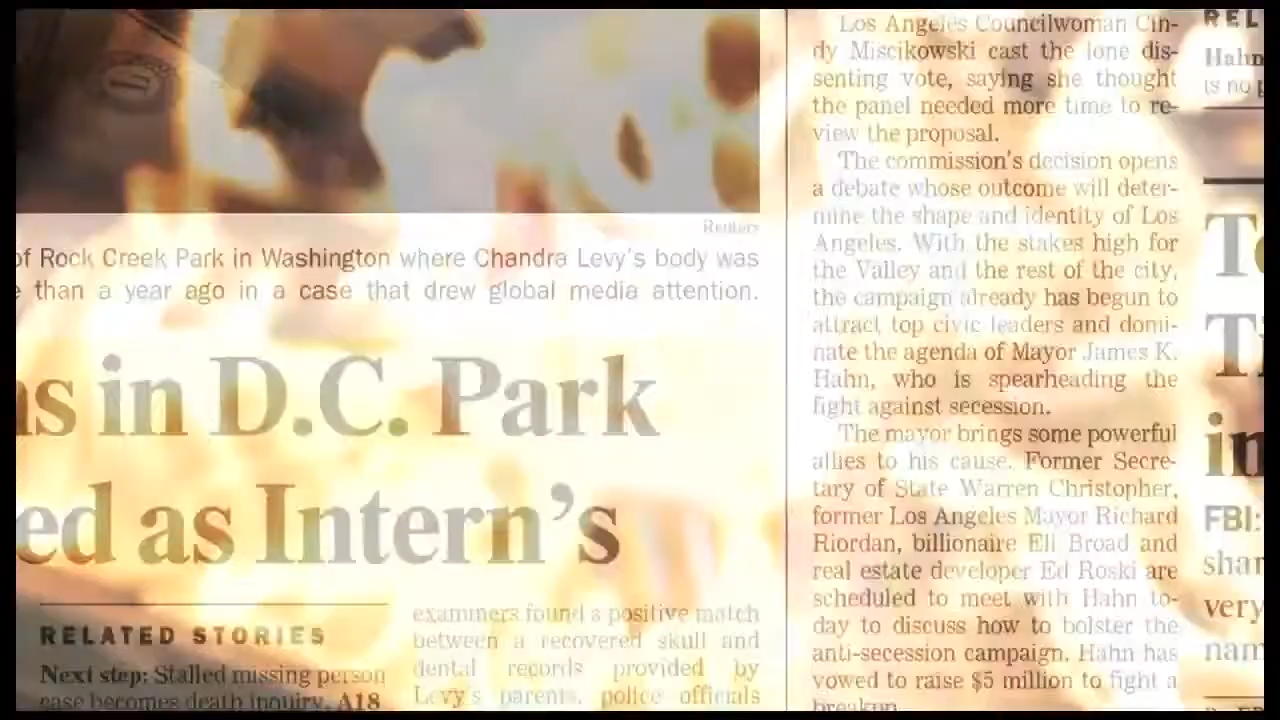 Reuters
of Rock Creek Park in Washington where Chandra Levy's body was
than a year ago in a case that drew global media attention.
in D.C. Park
ed as Intern's
RELATED STORIES
Next step: Stalled missing person
case becomes death inquiry. A18
examiners found a positive match
between a recovered skull and
dental records provided by
Levy's parents, police officials
Los Angeles Councilwoman Cin-
dy Miscikowski cast the lone dis-
senting vote, saying she thought
the panel needed more time to re-
view the proposal.
The commission's decision opens
a debate whose outcome will deter-
mine the shape and identity of Los
Angeles. With the stakes high for
the Valley and the rest of the city,
the campaign already has begun to
attract top civic leaders and domi-
nate the agenda of Mayor James K.
Hahn, who is spearheading the
fight against secession.
The mayor brings some powerful
allies to his cause. Former Secre-
tary of State Warren Christopher,
former Los Angeles Mayor Richard
Riordan, billionaire Eli Broad and
real estate developer Ed Roski are
scheduled to meet with Hahn to-
day to discuss how to bolster the
anti-secession campaign. Hahn has
vowed to raise $5 million to fight a
breakup.
REL
Hahn
is no p
in
FBI:
shar
very
nam